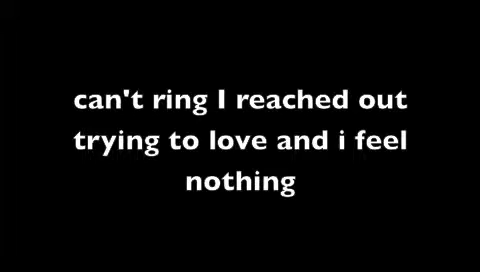 can't ring I reached out
trying to love and i feel
nothing